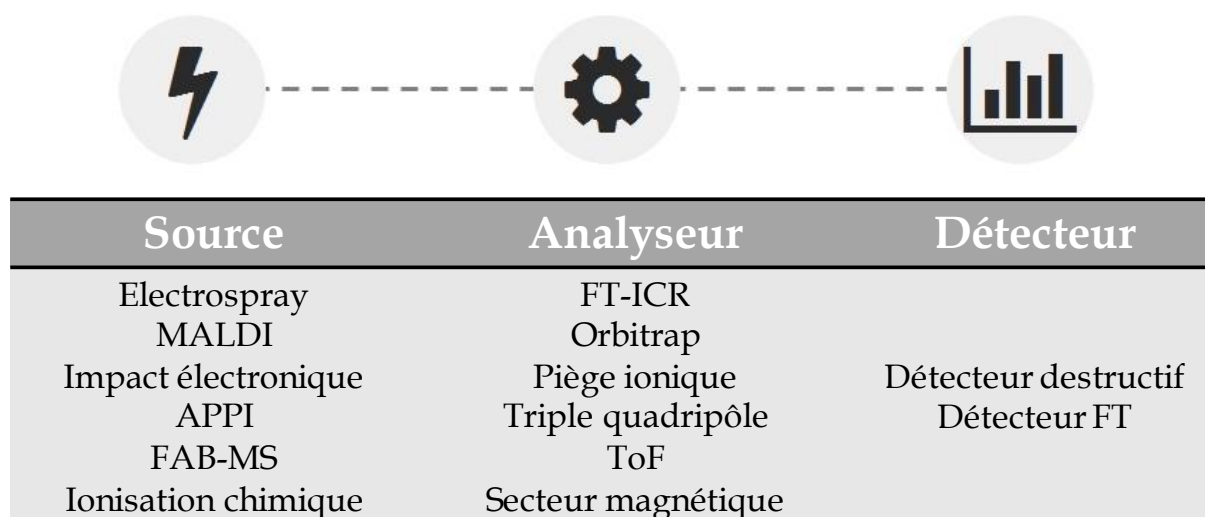 Source Analyseur Détecteur
Electrospray FT-ICR
MALDI Orbitrap
Impact électronique Piège ionique Détecteur destructif
APPI Triple quadripôle Détecteur FT
FAB-MS ToF
Ionisation chimique Secteur magnétique